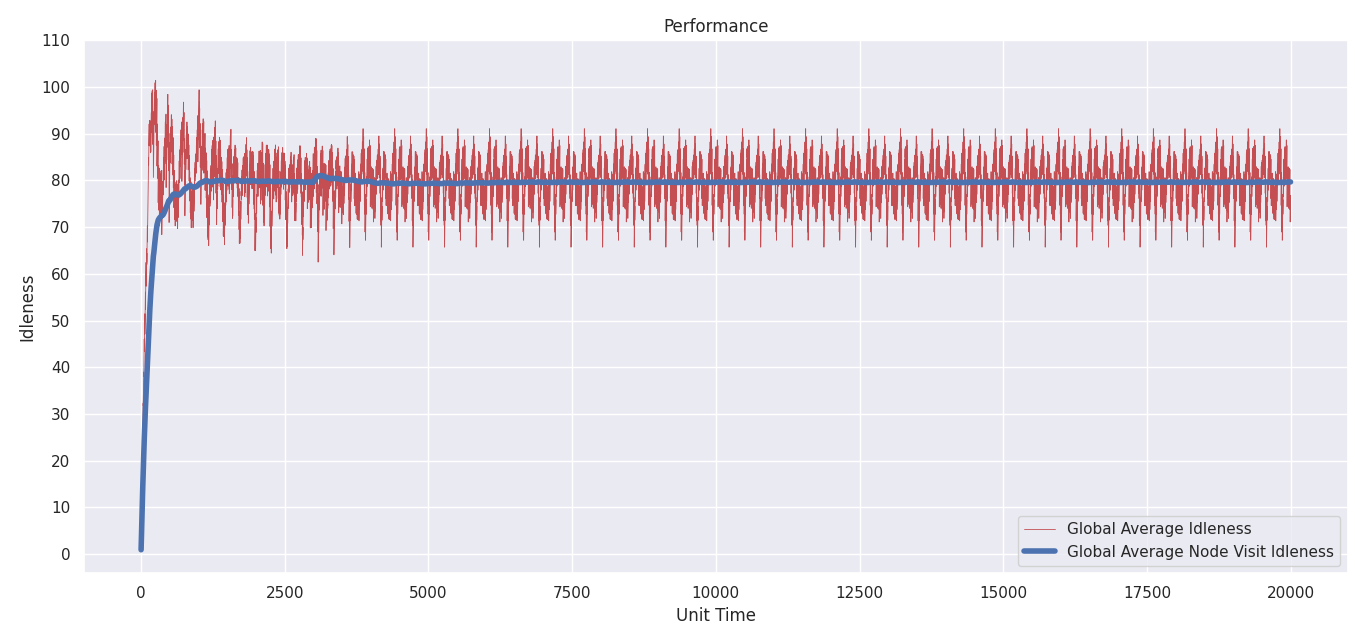 Performance
110
100
90
80
70
60
50
40
30
20
10
0
Idleness
Global Average Idleness
Global Average Node Visit Idleness
0 2500 5000 7500 10000 12500 15000 17500 20000
Unit Time